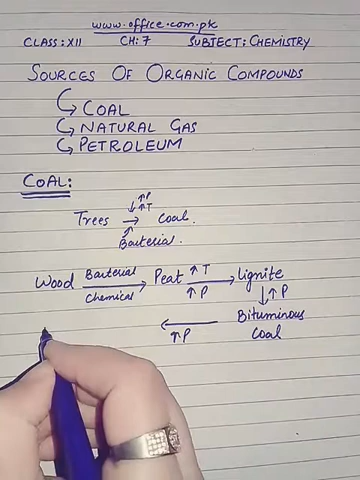 www.office.com.pk
CLASS: XII CH: 7 SUBJECT: CHEMISTRY
SOURCES OF ORGANIC COMPOUNDS
↳ COAL
↳ NATURAL GAS
↳ PETROLEUM
COAL:
↑P
↓ ↑T
Trees → Coal.
↑
Bacterial.
Wood Bacterial Chemical → Peat ↑T ↑P → lignite
↓ ↑P
← ↑P Bituminous
Coal